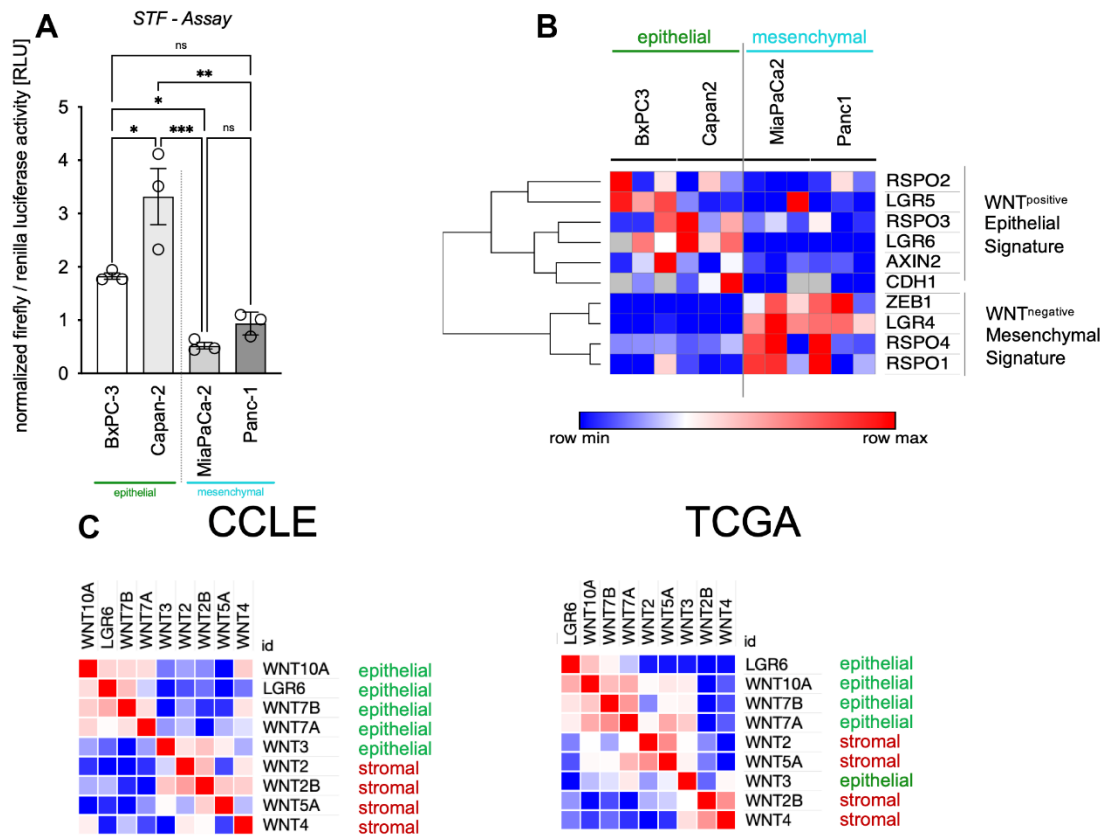 A
STF - Assay
normalized firefly / renilla luciferase activity [RLU]
ns
**
*
* *** ns
5
4
3
2
1
0
BxPC-3
Capan-2
MiaPaCa-2
Panc-1
epithelial
mesenchymal
B
epithelial
mesenchymal
BxPC3
Capan2
MiaPaCa2
Panc1
RSPO2
LGR5
RSPO3
LGR6
AXIN2
CDH1
ZEB1
LGR4
RSPO4
RSPO1
WNTpositive
Epithelial
Signature
WNTnegative
Mesenchymal
Signature
row min
row max
C
CCLE
WNT10A
LGR6
WNT7B
WNT7A
WNT3
WNT2
WNT2B
WNT5A
WNT4
id
WNT10A epithelial
LGR6 epithelial
WNT7B epithelial
WNT7A epithelial
WNT3 epithelial
WNT2 stromal
WNT2B stromal
WNT5A stromal
WNT4 stromal
TCGA
LGR6
WNT10A
WNT7B
WNT7A
WNT2
WNT5A
WNT3
WNT2B
WNT4
id
LGR6 epithelial
WNT10A epithelial
WNT7B epithelial
WNT7A epithelial
WNT2 stromal
WNT5A stromal
WNT3 epithelial
WNT2B stromal
WNT4 stromal